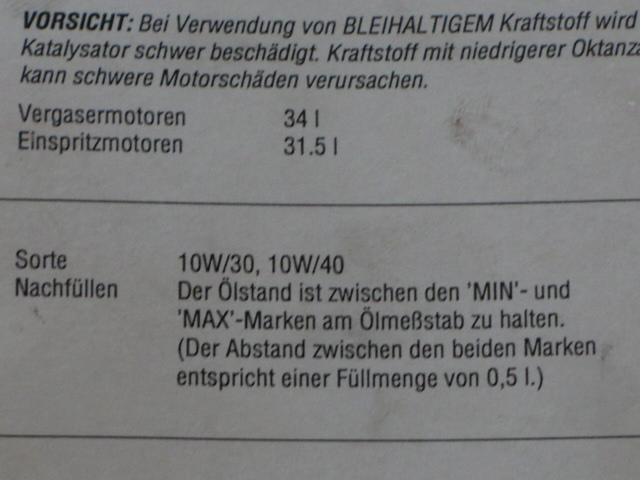 VORSICHT: Bei Verwendung von BLEIHALTIGEM Kraftstoff wird
Katalysator schwer beschädigt. Kraftstoff mit niedrigerer Oktanza
kann schwere Motorschäden verursachen.
Vergasermotoren 34 l
Einspritzmotoren 31.5 l
Sorte 10W/30, 10W/40
Nachfüllen Der Ölstand ist zwischen den 'MIN'- und
'MAX'-Marken am Ölmeßstab zu halten.
(Der Abstand zwischen den beiden Marken
entspricht einer Füllmenge von 0,5 l.)